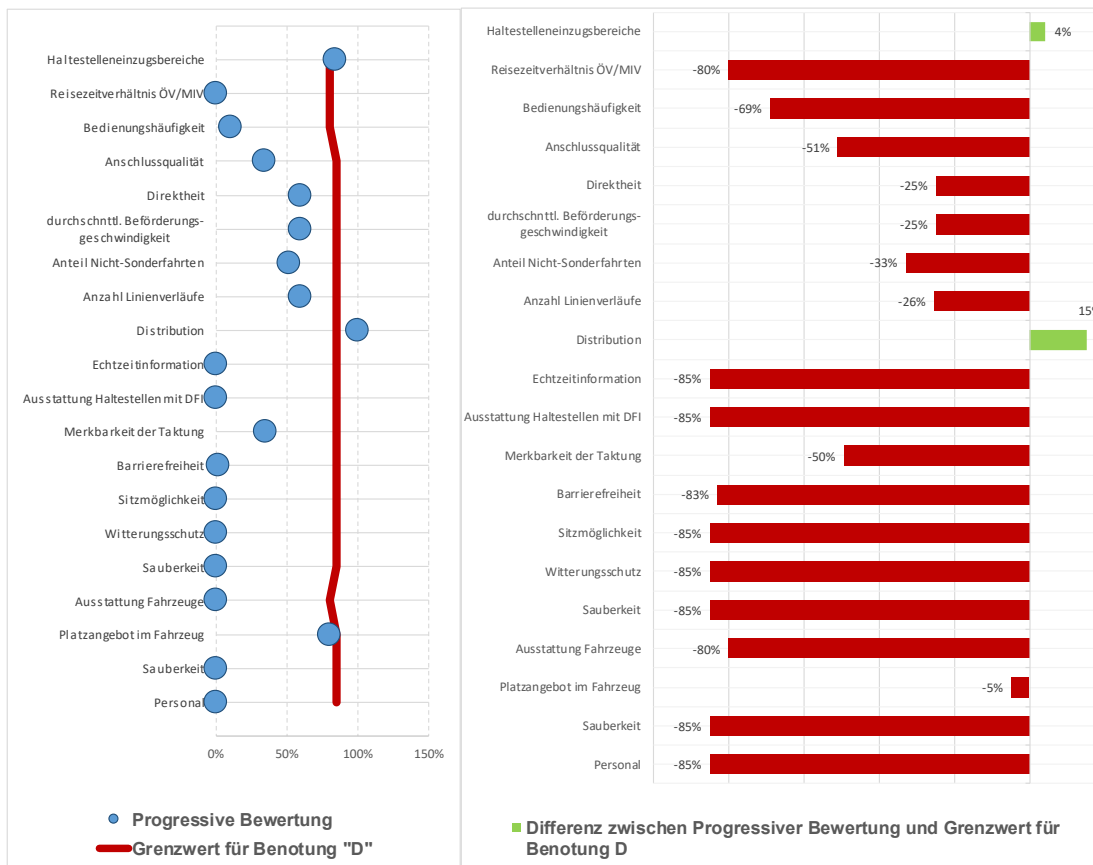 Haltestelleneinzugsbereiche
Reisezeitverhältnis ÖV/MIV
Bedienungshäufigkeit
Anschlussqualität
Direktheit
durchschnttl. Beförderungs-
geschwindigkeit
Anteil Nicht-Sonderfahrten
Anzahl Linienverläufe
Distribution
Echtzeitinformation
Ausstattung Haltestellen mit DFI
Merkbarkeit der Taktung
Barrierefreiheit
Sitzmöglichkeit
Witterungsschutz
Sauberkeit
Ausstattung Fahrzeuge
Platzangebot im Fahrzeug
Sauberkeit
Personal
0% 50% 100% 150%
Progressive Bewertung
Grenzwert für Benotung "D"
Haltestelleneinzugsbereiche 4%
Reisezeitverhältnis ÖV/MIV -80%
Bedienungshäufigkeit -69%
Anschlussqualität -51%
Direktheit -25%
durchschnttl. Beförderungs-
geschwindigkeit -25%
Anteil Nicht-Sonderfahrten -33%
Anzahl Linienverläufe -26%
Distribution 15%
Echtzeitinformation -85%
Ausstattung Haltestellen mit DFI -85%
Merkbarkeit der Taktung -50%
Barrierefreiheit -83%
Sitzmöglichkeit -85%
Witterungsschutz -85%
Sauberkeit -85%
Ausstattung Fahrzeuge -80%
Platzangebot im Fahrzeug -5%
Sauberkeit -85%
Personal -85%
Differenz zwischen Progressiver Bewertung und Grenzwert für
Benotung D